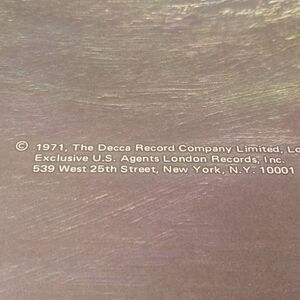 © 1971, The Decca Record Company Limited, Lo
Exclusive U.S. Agents London Records, Inc.
539 West 25th Street, New York, N.Y. 10001